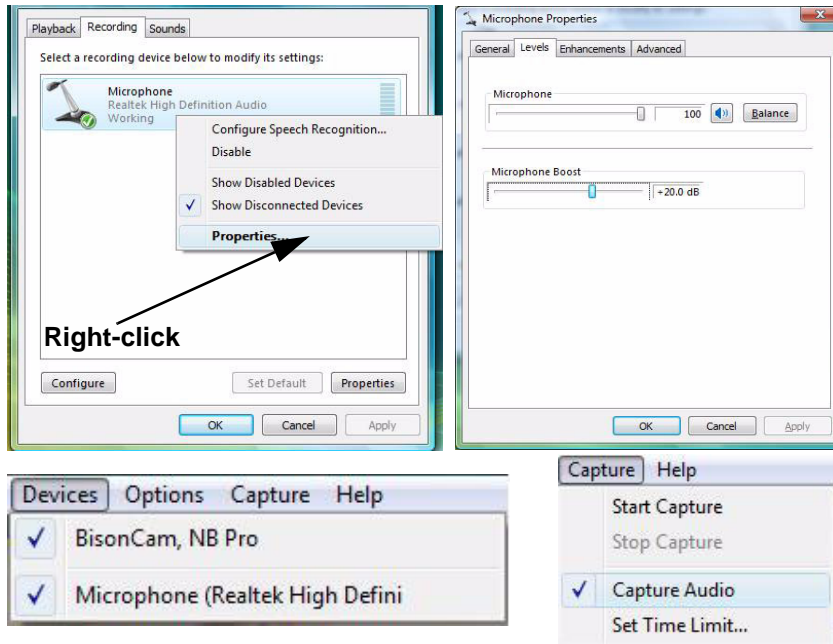 Playback Recording Sounds
Select a recording device below to modify its settings:
Microphone
Realtek High Definition Audio
Working
Configure Speech Recognition...
Disable
Show Disabled Devices
Show Disconnected Devices
Properties...
Right-click
Configure Set Default Properties
OK Cancel Apply
Microphone Properties
General Levels Enhancements Advanced
Microphone
100 Balance
Microphone Boost
+20.0 dB
OK Cancel Apply
Devices Options Capture Help
BisonCam, NB Pro
Microphone (Realtek High Defini
Capture Help
Start Capture
Stop Capture
Capture Audio
Set Time Limit...